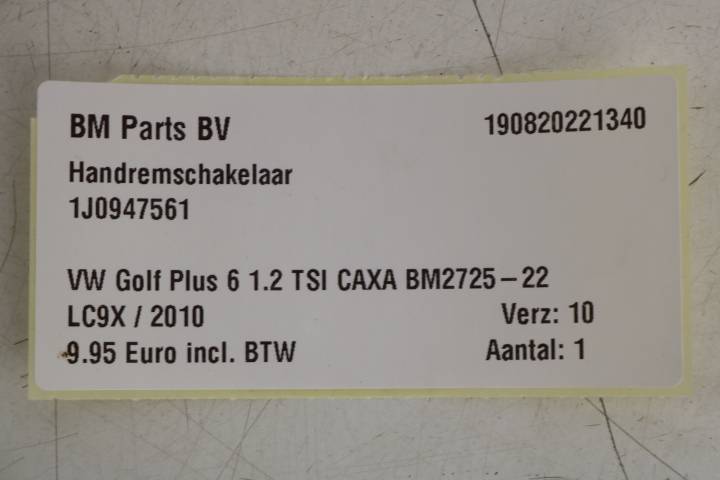 BM Parts BV 190820221340
Handremschakelaar
1J0947561
VW Golf Plus 6 1.2 TSI CAXA BM2725-22
LC9X / 2010 Verz: 10
9.95 Euro incl. BTW Aantal: 1